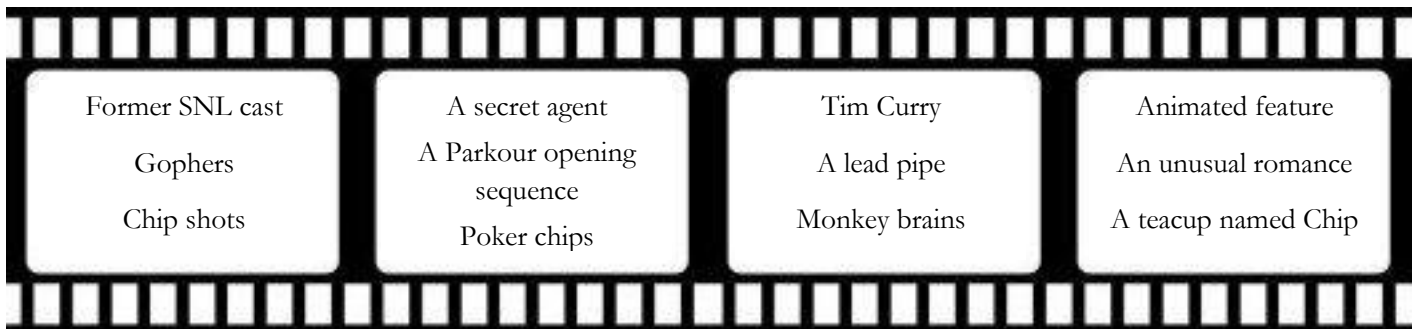 Former SNL cast
Gophers
Chip shots
A secret agent
A Parkour opening
sequence
Poker chips
Tim Curry
A lead pipe
Monkey brains
Animated feature
An unusual romance
A teacup named Chip